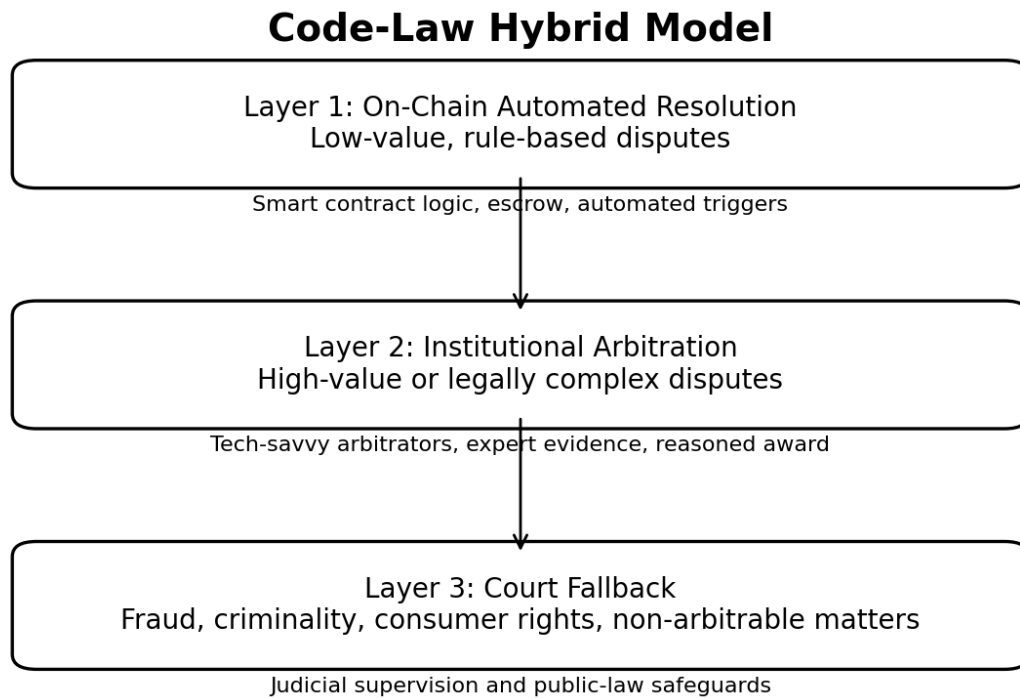 Code-Law Hybrid Model
Layer 1: On-Chain Automated Resolution
Low-value, rule-based disputes
Smart contract logic, escrow, automated triggers
Layer 2: Institutional Arbitration
High-value or legally complex disputes
Tech-savvy arbitrators, expert evidence, reasoned award
Layer 3: Court Fallback
Fraud, criminality, consumer rights, non-arbitrable matters
Judicial supervision and public-law safeguards